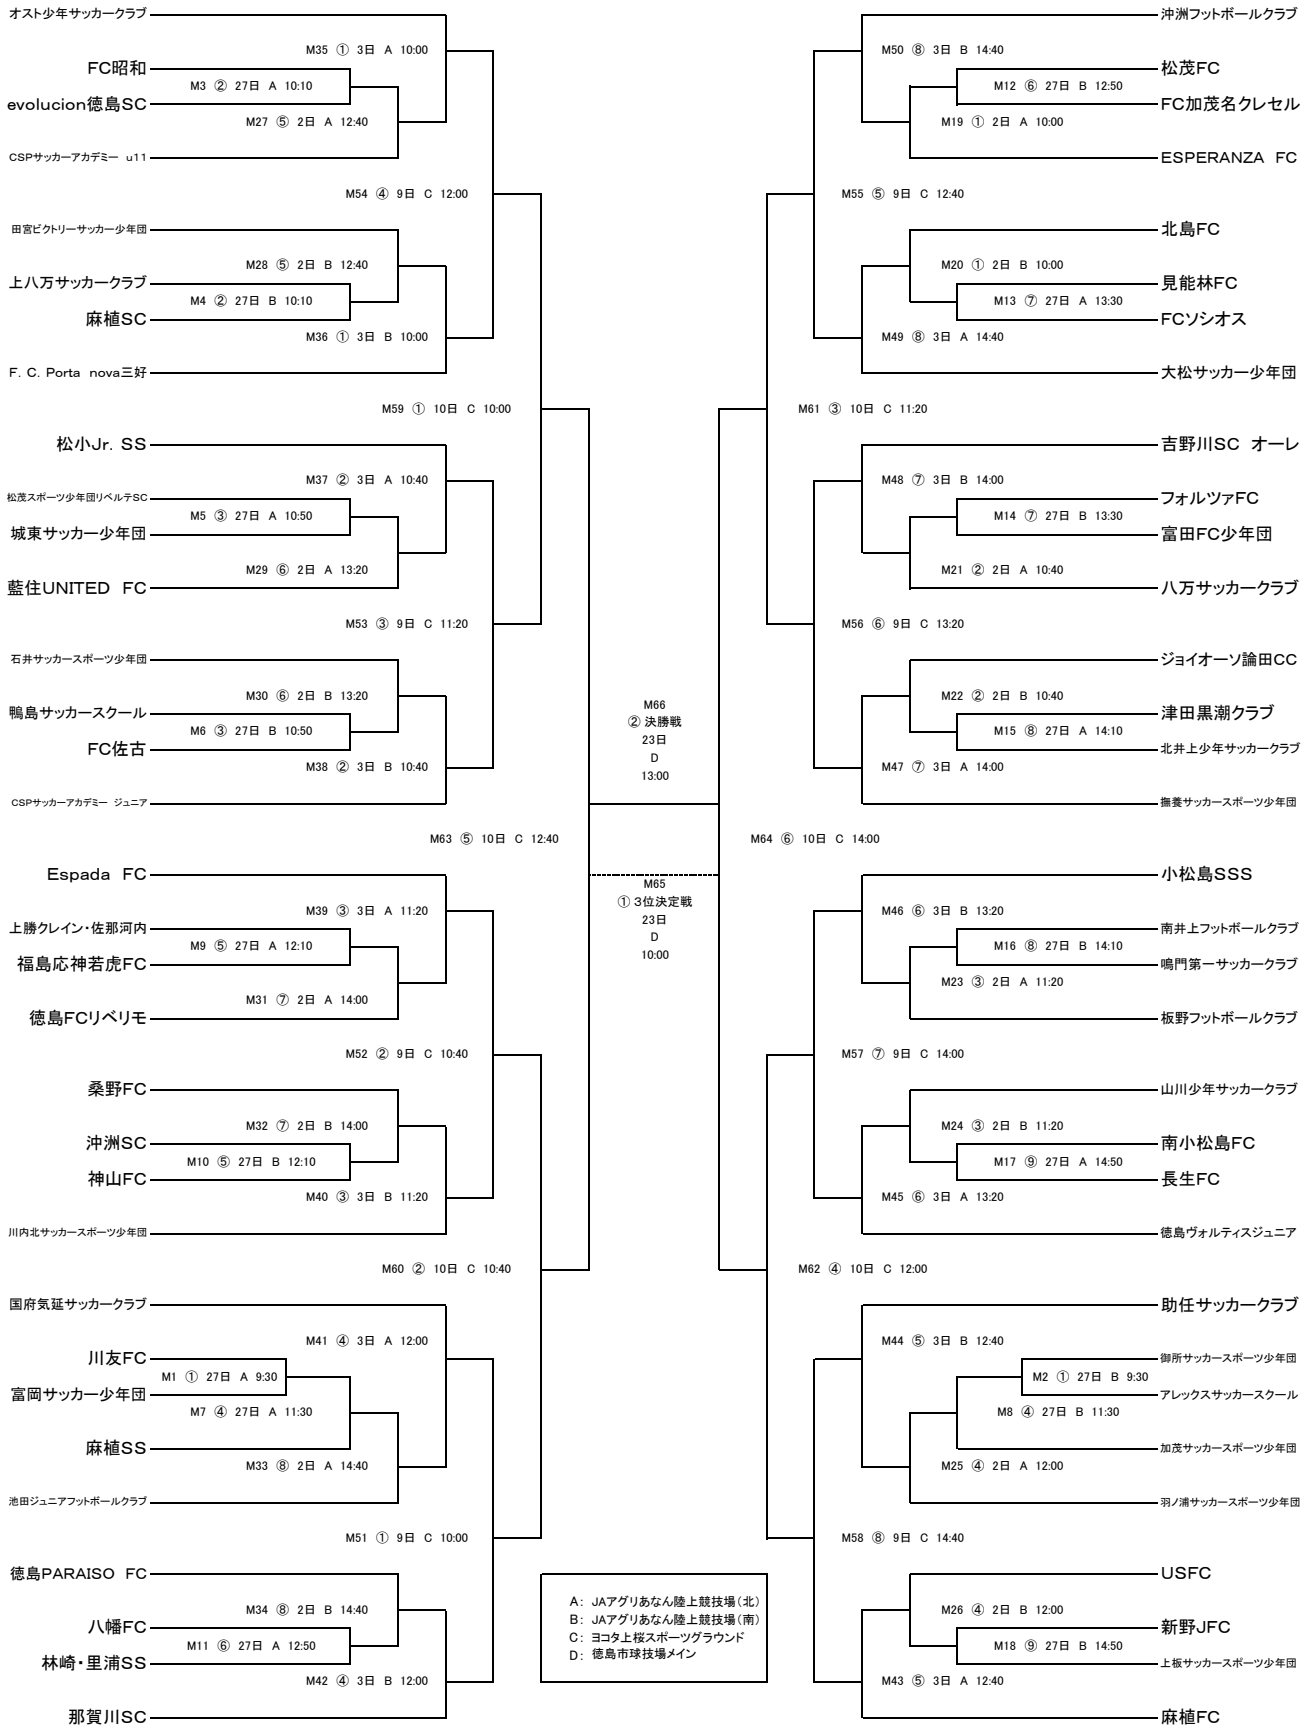 オスト少年サッカークラブ
M35 ① 3日 A 10:00
FC昭和
M3 ② 27日 A 10:10
evolucion徳島SC
M27 ⑤ 2日 A 12:40
CSPサッカーアカデミー u11
M54 ④ 9日 C 12:00
田宮ビクトリーサッカー少年団
M28 ⑤ 2日 B 12:40
上八万サッカークラブ
M4 ② 27日 B 10:10
麻植SC
M36 ① 3日 B 10:00
F. C. Porta nova三好
M59 ① 10日 C 10:00
松小Jr. SS
M37 ② 3日 A 10:40
松茂スポーツ少年団リベルテSC
M5 ③ 27日 A 10:50
城東サッカー少年団
M29 ⑥ 2日 A 13:20
藍住UNITED FC
M53 ③ 9日 C 11:20
石井サッカースポーツ少年団
M30 ⑥ 2日 B 13:20
鴨島サッカースクール
M6 ③ 27日 B 10:50
FC佐古
M38 ② 3日 B 10:40
CSPサッカーアカデミー ジュニア
M63 ⑤ 10日 C 12:40
Espada FC
M39 ③ 3日 A 11:20
上勝クレイン・佐那河内
M9 ⑤ 27日 A 12:10
福島応神若虎FC
M31 ⑦ 2日 A 14:00
徳島FCリベリモ
M52 ② 9日 C 10:40
桑野FC
M32 ⑦ 2日 B 14:00
沖洲SC
M10 ⑤ 27日 B 12:10
神山FC
M40 ③ 3日 B 11:20
川内北サッカースポーツ少年団
M60 ② 10日 C 10:40
国府気延サッカークラブ
M41 ④ 3日 A 12:00
川友FC
M1 ① 27日 A 9:30
富岡サッカー少年団
M7 ④ 27日 A 11:30
麻植SS
M33 ⑧ 2日 A 14:40
池田ジュニアフットボールクラブ
M51 ① 9日 C 10:00
徳島PARAISO FC
M34 ⑧ 2日 B 14:40
八幡FC
M11 ⑥ 27日 A 12:50
林崎・里浦SS
M42 ④ 3日 B 12:00
那賀川SC
M66
② 決勝戦
23日
D
13:00
M65
① 3位決定戦
23日
D
10:00
A: JAアグリあなん陸上競技場(北)
B: JAアグリあなん陸上競技場(南)
C: ヨコタ上桜スポーツグラウンド
D: 徳島市球技場メイン
沖洲フットボールクラブ
M50 ⑧ 3日 B 14:40
松茂FC
M12 ⑥ 27日 B 12:50
FC加茂名クレセル
M19 ① 2日 A 10:00
ESPERANZA FC
M55 ⑤ 9日 C 12:40
北島FC
M20 ① 2日 B 10:00
見能林FC
M13 ⑦ 27日 A 13:30
FCソシオス
M49 ⑧ 3日 A 14:40
大松サッカー少年団
M61 ③ 10日 C 11:20
吉野川SC オーレ
M48 ⑦ 3日 B 14:00
フォルツァFC
M14 ⑦ 27日 B 13:30
富田FC少年団
M21 ② 2日 A 10:40
八万サッカークラブ
M56 ⑥ 9日 C 13:20
ジョイオーソ論田CC
M22 ② 2日 B 10:40
津田黒潮クラブ
M15 ⑧ 27日 A 14:10
北井上少年サッカークラブ
M47 ⑦ 3日 A 14:00
撫養サッカースポーツ少年団
M64 ⑥ 10日 C 14:00
小松島SSS
M46 ⑥ 3日 B 13:20
南井上フットボールクラブ
M16 ⑧ 27日 B 14:10
鳴門第一サッカークラブ
M23 ③ 2日 A 11:20
板野フットボールクラブ
M57 ⑦ 9日 C 14:00
山川少年サッカークラブ
M24 ③ 2日 B 11:20
南小松島FC
M17 ⑨ 27日 A 14:50
長生FC
M45 ⑥ 3日 A 13:20
徳島ヴォルティスジュニア
M62 ④ 10日 C 12:00
助任サッカークラブ
M44 ⑤ 3日 B 12:40
御所サッカースポーツ少年団
M2 ① 27日 B 9:30
アレックスサッカースクール
M8 ④ 27日 B 11:30
加茂サッカースポーツ少年団
M25 ④ 2日 A 12:00
羽ノ浦サッカースポーツ少年団
M58 ⑧ 9日 C 14:40
USFC
M26 ④ 2日 B 12:00
新野JFC
M18 ⑨ 27日 B 14:50
上板サッカースポーツ少年団
M43 ⑤ 3日 A 12:40
麻植FC